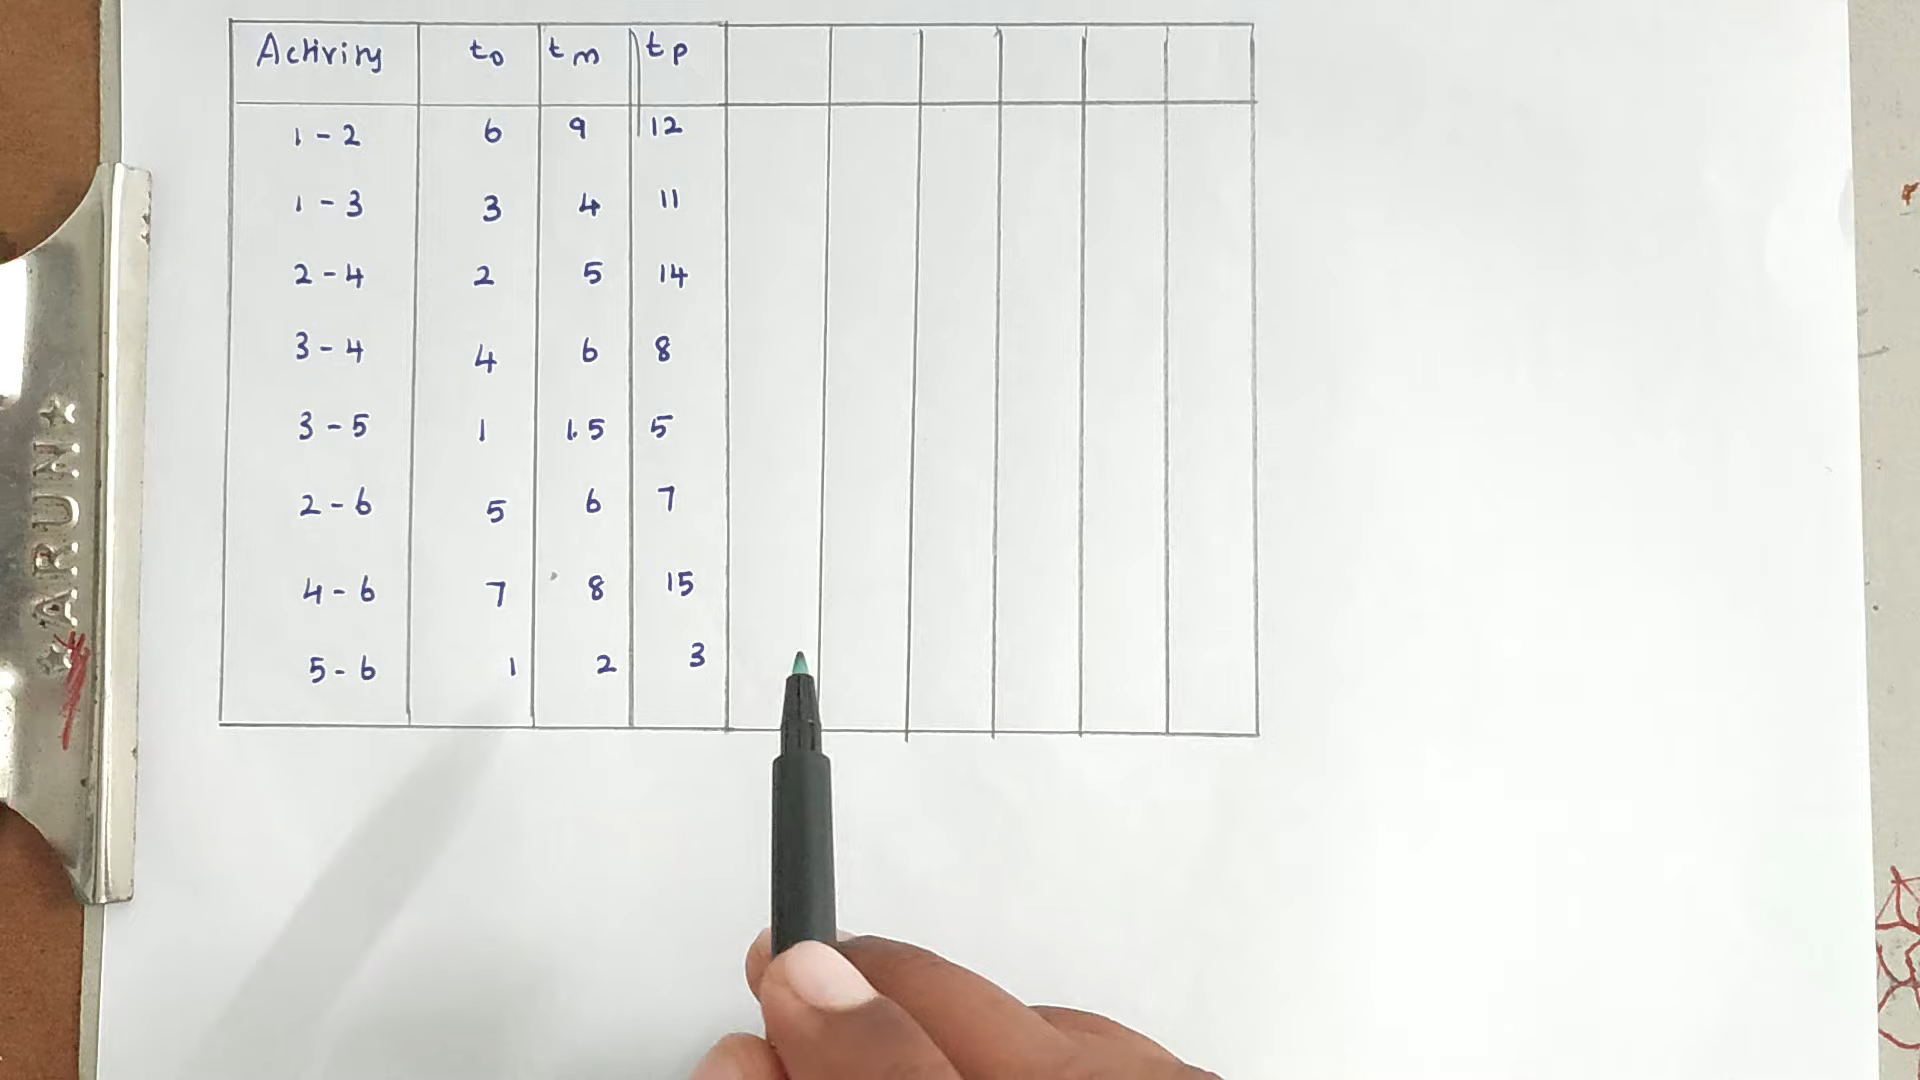 Activity to tm tp
1 - 2 6 9 12
1 - 3 3 4 11
2 - 4 2 5 14
3 - 4 4 6 8
3 - 5 1 1.5 5
2 - 6 5 6 7
4 - 6 7 8 15
5 - 6 1 2 3
ARUN